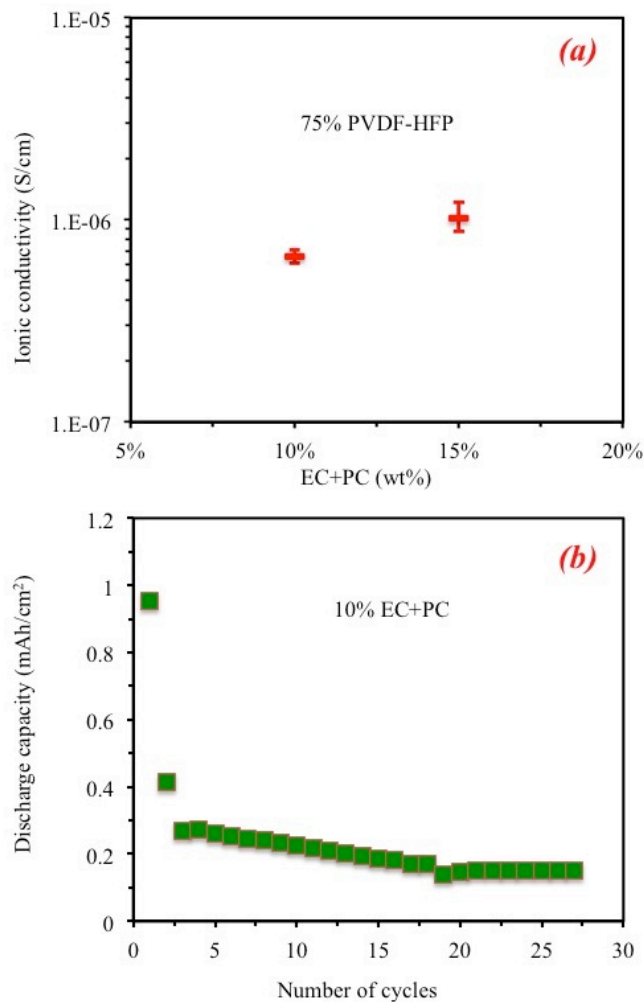 1.E-05
(a)
75% PVDF-HFP
Ionic conductivity (S/cm)
1.E-06
1.E-07
5%
10%
15%
20%
EC+PC (wt%)
1.2
(b)
1
10% EC+PC
Discharge capacity (mAh/cm²)
0.8
0.6
0.4
0.2
0
0
5
10
15
20
25
30
Number of cycles